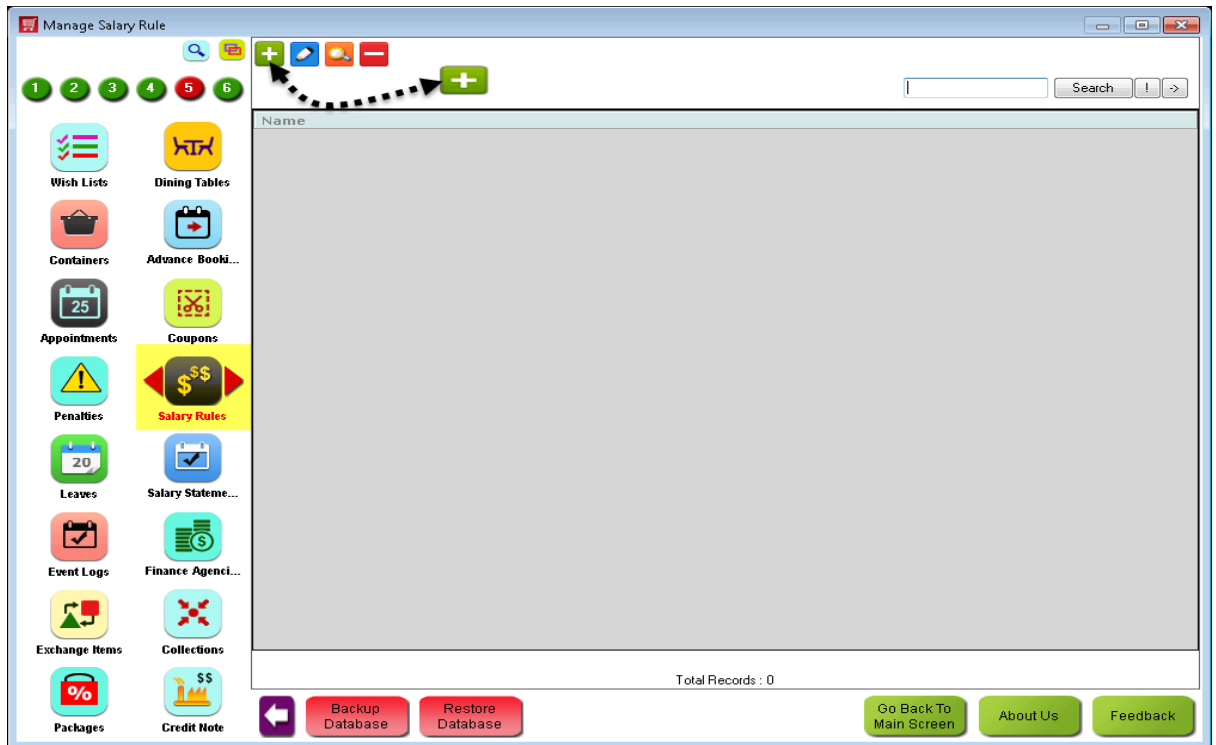 Manage Salary Rule
1 2 3 4 5 6
Search ! ->
Name
Wish Lists
Dining Tables
Containers
Advance Booki...
25
Appointments
Coupons
$ $$
Penalties
Salary Rules
20
Leaves
Salary Stateme...
Event Logs
$
Finance Agenci...
Exchange Items
Collections
%
Packages
$$
Credit Note
Total Records : 0
Backup
Database
Restore
Database
Go Back To
Main Screen
About Us
Feedback